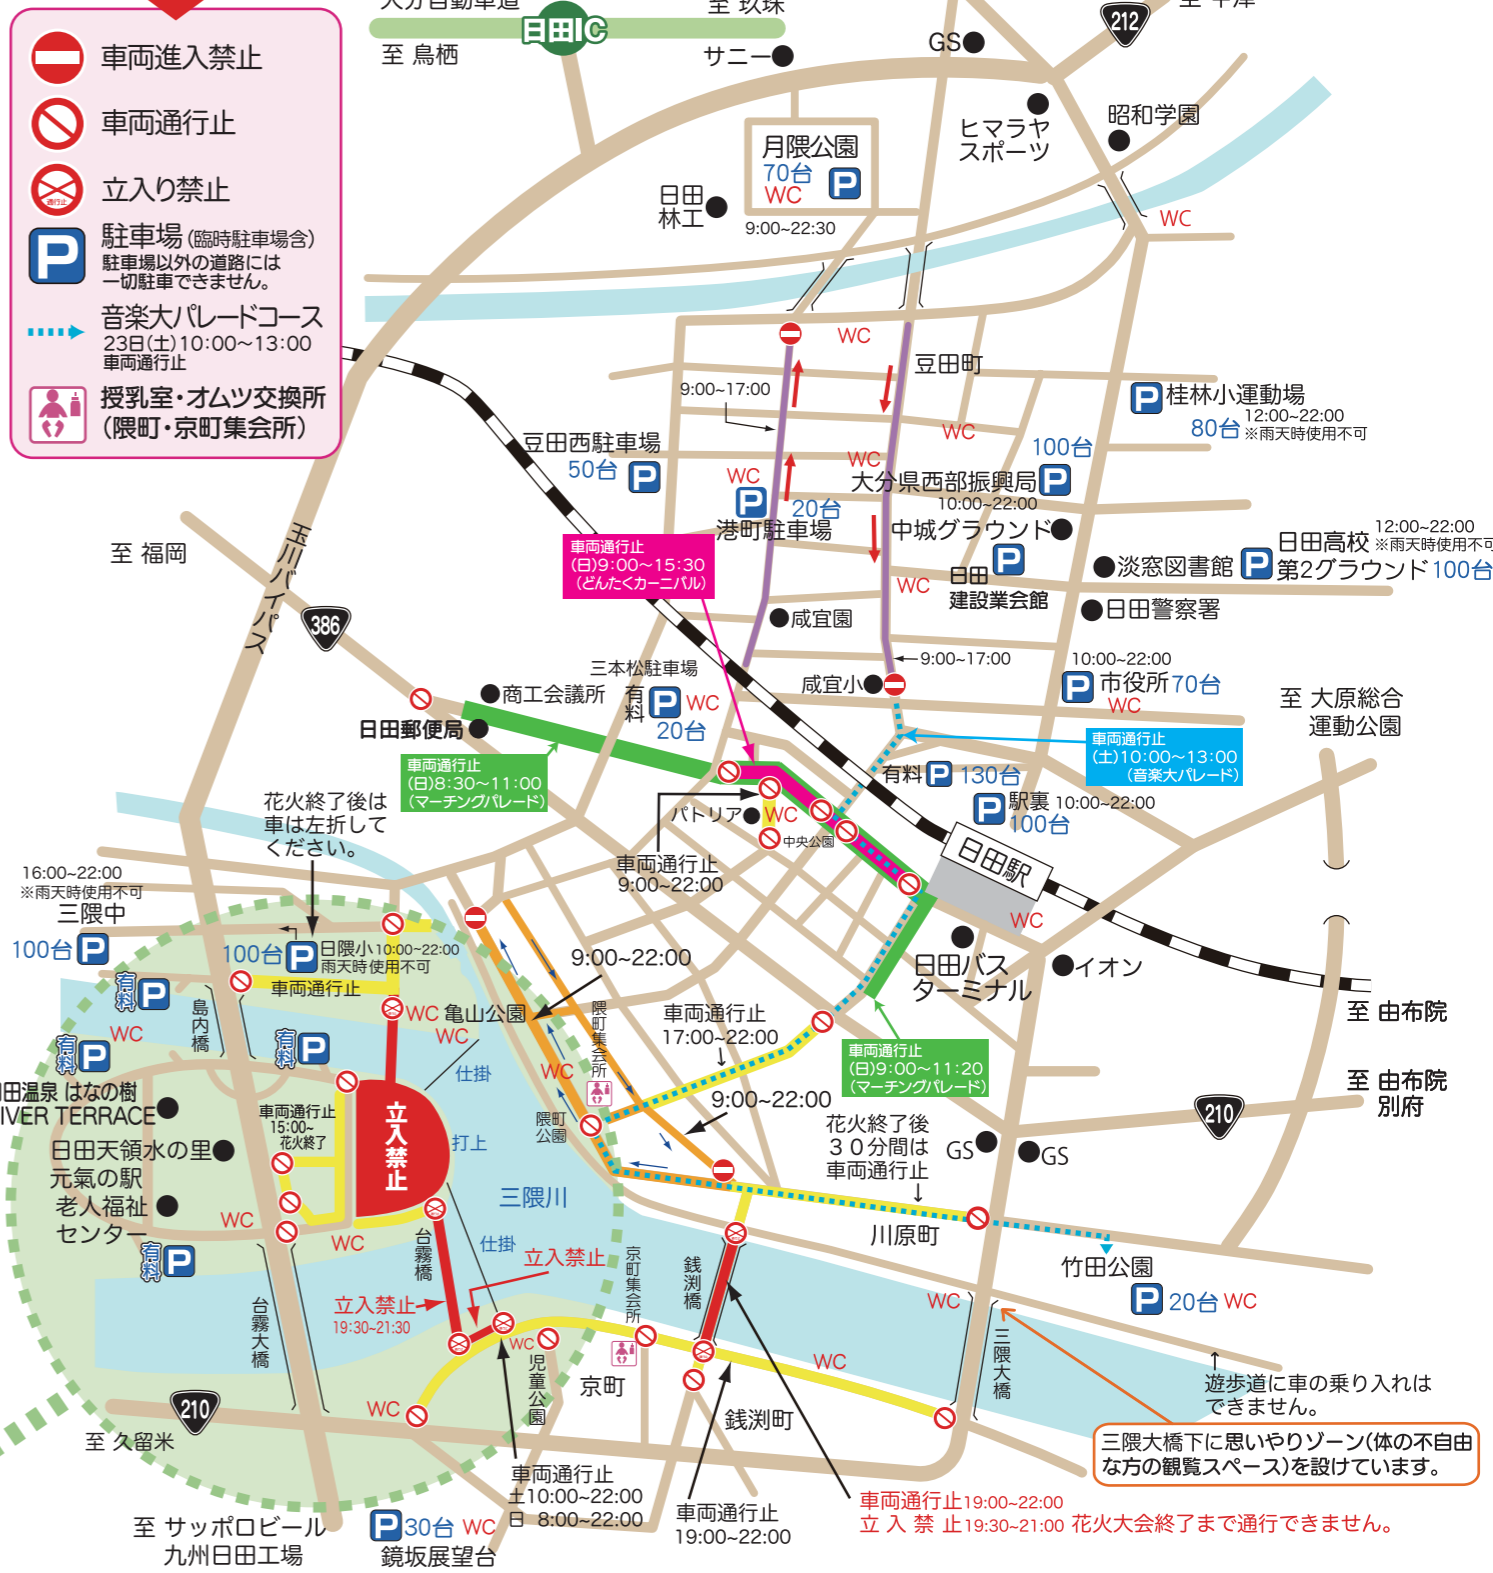 大分自動車道
至 玖珠
至 中津
日田IC
至 鳥栖
サニー
GS
212
車両進入禁止
車両通行止
立入り禁止
通行止
駐車場(臨時駐車場含)
駐車場以外の道路には
一切駐車できません。
音楽大パレードコース
23日(土)10:00〜13:00
車両通行止
授乳室・オムツ交換所
(隈町・京町集会所)
ヒマラヤ
スポーツ
昭和学園
月隈公園
70台
WC
P
9:00~22:30
日田
林工
WC
WC
豆田町
9:00~17:00
WC
P
桂林小運動場
80台
12:00~22:00
※雨天時使用不可
豆田西駐車場
50台
P
WC
P
20台
港町駐車場
WC
100台
大分県西部振興局
P
10:00~22:00
中城グラウンド
P
日田
建設業会館
WC
淡窓図書館
P
日田高校
第2グラウンド
12:00~22:00
※雨天時使用不可
100台
日田警察署
至 福岡
玉川バイパス
386
車両通行止
(日)9:00〜15:30
(どんたくカーニバル)
咸宜園
9:00~17:00
咸宜小
10:00~22:00
P
市役所
70台
WC
至 大原総合
運動公園
三本松駐車場
有料
P
WC
20台
商工会議所
日田郵便局
車両通行止
(日)8:30〜11:00
(マーチングパレード)
車両通行止
(土)10:00〜13:00
(音楽大パレード)
有料
P
130台
P
駅裏
10:00~22:00
100台
パトリア
WC
中央公園
車両通行止
9:00~22:00
日田駅
WC
花火終了後は
車は左折して
ください。
16:00~22:00
※雨天時使用不可
三隈中
100台
P
100台
P
日隈小
10:00~22:00
雨天時使用不可
車両通行止
有料
P
WC
有料
P
有料
P
島内橋
WC
WC
亀山公園
9:00~22:00
仕掛
WC
隈町集会所
隈町
公園
車両通行止
17:00~22:00
9:00~22:00
日田バス
ターミナル
イオン
至 由布院
車両通行止
(日)9:00〜11:20
(マーチングパレード)
花火終了後
30分間は
車両通行止
GS
GS
至 由布院
別府
210
田温泉 はなの樹
IVER TERRACE
日田天領水の里
元氣の駅
老人福祉
センター
有料
P
車両通行止
15:00~
花火終了
立入禁止
打上
三隈川
WC
WC
台霧橋
仕掛
立入禁止
立入禁止
19:30~21:30
台霧大橋
京町集会所
銭渕橋
川原町
竹田公園
P
20台
WC
WC
三隈大橋
遊歩道に車の乗り入れは
できません。
WC
児童公園
京町
WC
銭渕町
WC
210
至 久留米
三隈大橋下に思いやりゾーン(体の不自由
な方の観覧スペース)を設けています。
車両通行止
土10:00~22:00
日 8:00~22:00
車両通行止
19:00~22:00
車両通行止19:00~22:00
立入禁止19:30~21:00 花火大会終了まで通行できません。
至 サッポロビール
九州日田工場
P
30台
WC
鏡坂展望台